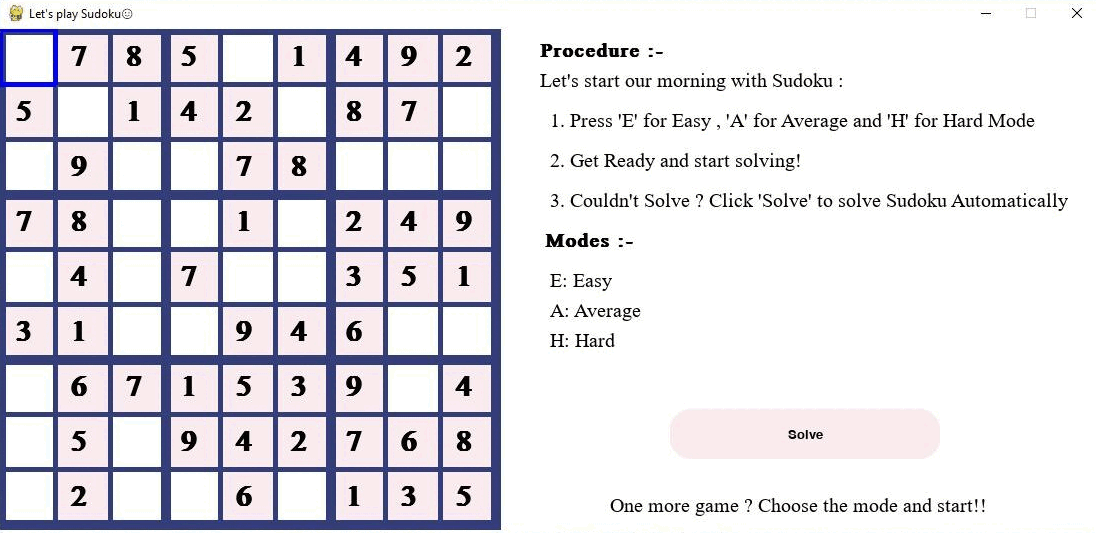 Let's play Sudoku☺
7 8 5 1 4 9 2
5 1 4 2 8 7
9 7 8
7 8 1 2 4 9
4 7 3 5 1
3 1 9 4 6
6 7 1 5 3 9 4
5 9 4 2 7 6 8
2 6 1 3 5
Procedure :-
Let's start our morning with Sudoku :
1. Press 'E' for Easy , 'A' for Average and 'H' for Hard Mode
2. Get Ready and start solving!
3. Couldn't Solve ? Click 'Solve' to solve Sudoku Automatically
Modes :-
E: Easy
A: Average
H: Hard
Solve
One more game ? Choose the mode and start!!